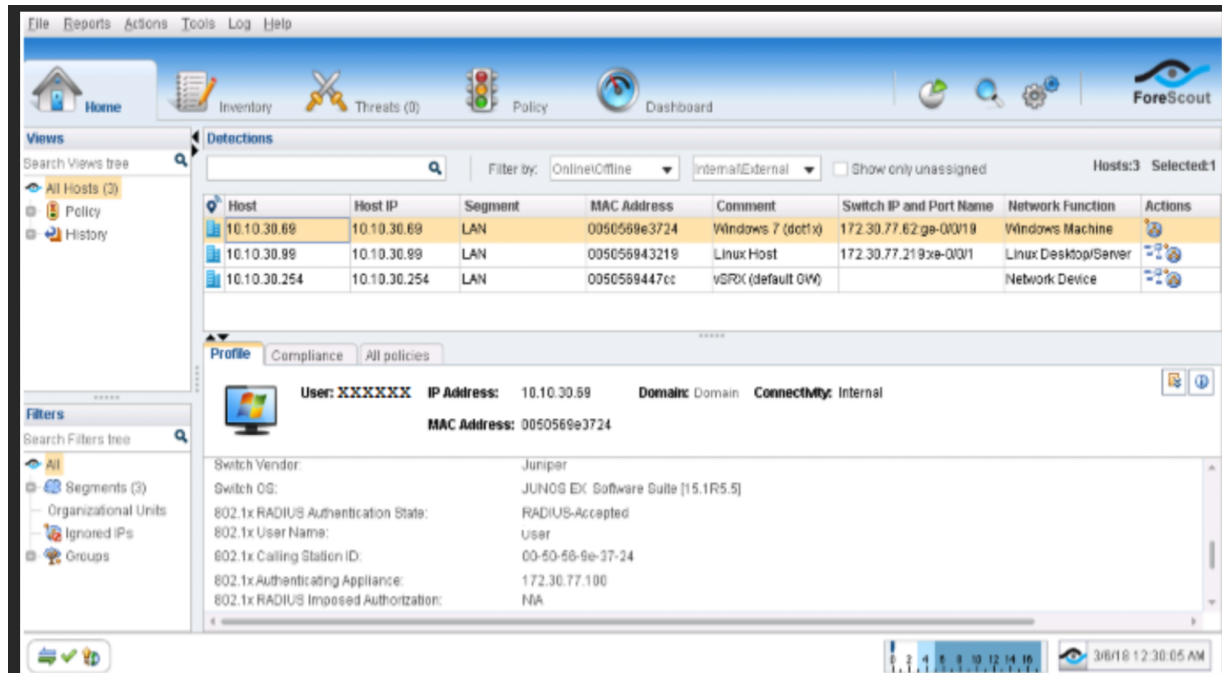 File Reports Actions Tools Log Help
Home Inventory Threats (0) Policy Dashboard ForeScout
Views
Search Views tree
All Hosts (3)
Policy
History
Detections
Filter by: Online\Offline Internal\External Show only unassigned Hosts:3 Selected:1
Host Host IP Segment MAC Address Comment Switch IP and Port Name Network Function Actions
10.10.30.69 10.10.30.69 LAN 0050569e3724 Windows 7 (dot1x) 172.30.77.62:ge-0/0/19 Windows Machine
10.10.30.99 10.10.30.99 LAN 005056943219 Linux Host 172.30.77.219:xe-0/0/1 Linux Desktop/Server
10.10.30.254 10.10.30.254 LAN 0050569447cc vSRX (default GW) Network Device
Profile Compliance All policies
User: XXXXXX IP Address: 10.10.30.69 Domain: Domain Connectivity: Internal
MAC Address: 0050569e3724
Filters
Search Filters tree
All
Segments (3)
Organizational Units
Ignored IPs
Groups
Switch Vendor: Juniper
Switch OS: JUNOS EX Software Suite [15.1R5.5]
802.1x RADIUS Authentication State: RADIUS-Accepted
802.1x User Name: User
802.1x Calling Station ID: 00-50-56-9e-37-24
802.1x Authenticating Appliance: 172.30.77.100
802.1x RADIUS Imposed Authorization: N/A
0 2 4 6 8 10 12 14 16 3/6/18 12:30:05 AM